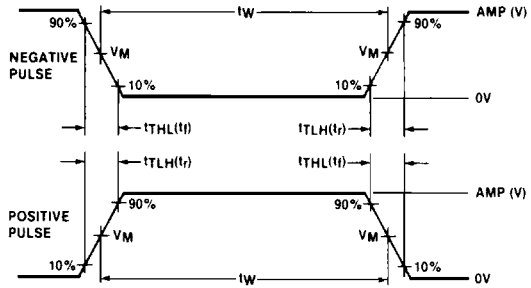 tW
AMP (V)
90%
90%
NEGATIVE
PULSE
VM
VM
10%
10%
0V
tTHL(tf)
tTLH(tr)
tTLH(tr)
tTHL(tf)
AMP (V)
90%
90%
POSITIVE
PULSE
VM
VM
10%
10%
tW
0V